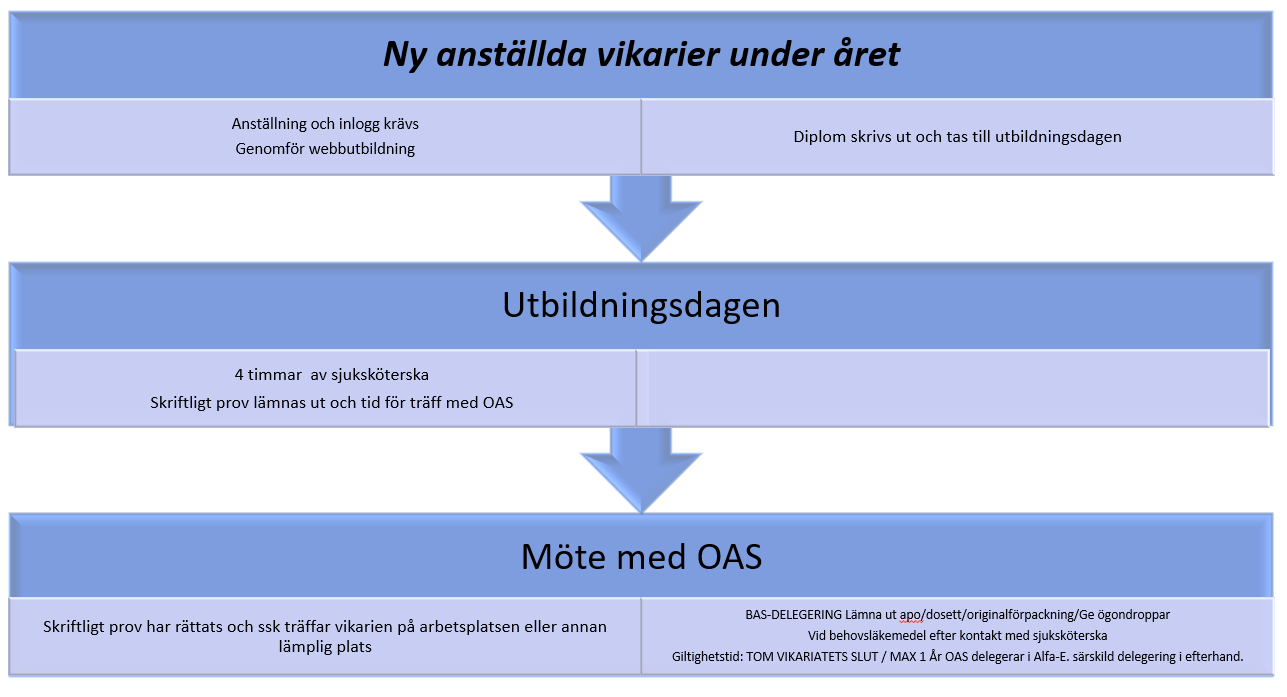 Ny anställda vikarier under året
Anställning och inlogg krävs
Genomför webbutbildning
Diplom skrivs ut och tas till utbildningsdagen
Utbildningsdagen
4 timmar  av sjuksköterska
Skriftligt prov lämnas ut och tid för träff med OAS
Möte med OAS
Skriftligt prov har rättats och ssk träffar vikarien på arbetsplatsen eller annan
lämplig plats
BAS-DELEGERING Lämna ut apo/dosett/originalförpackning/Ge ögondroppar
Vid behovsläkemedel efter kontakt med sjuksköterska
Giltighetstid: TOM VIKARIATETS SLUT / MAX 1 År OAS delegerar i Alfa-E. särskild delegering i efterhand.